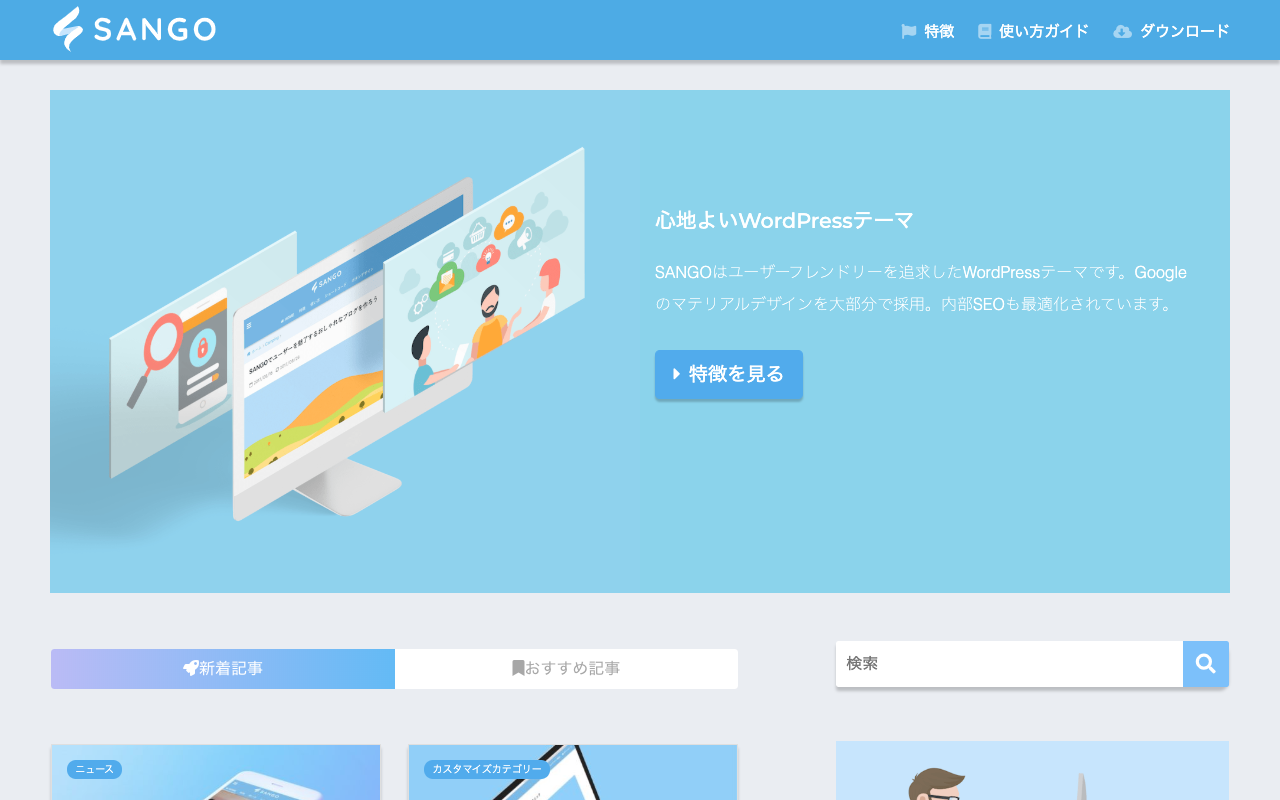 SANGO
特徴
使い方ガイド
ダウンロード
SANGO
SANGOでユーザーを魅了するおしゃれなブログを作ろう
心地よいWordPressテーマ
SANGOはユーザーフレンドリーを追求したWordPressテーマです。Google
のマテリアルデザインを大部分で採用。内部SEOも最適化されています。
特徴を見る
新着記事
おすすめ記事
検索
ニュース
カスタマイズカテゴリー